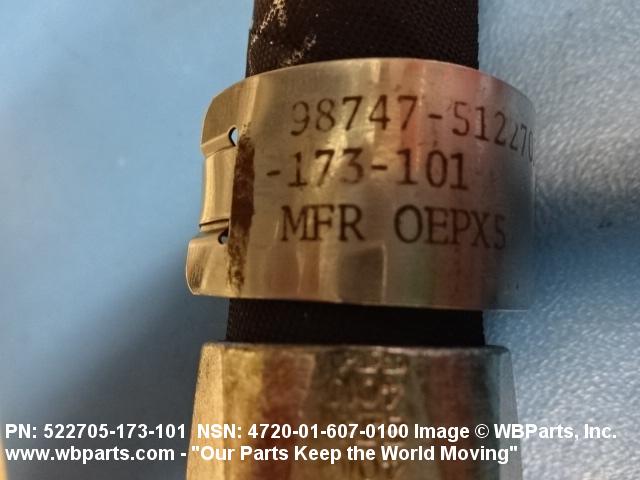 98747-512270
-173-101
MFR OEPX5
PN: 522705-173-101 NSN: 4720-01-607-0100 Image © WBParts, Inc.
www.wbparts.com - "Our Parts Keep the World Moving"